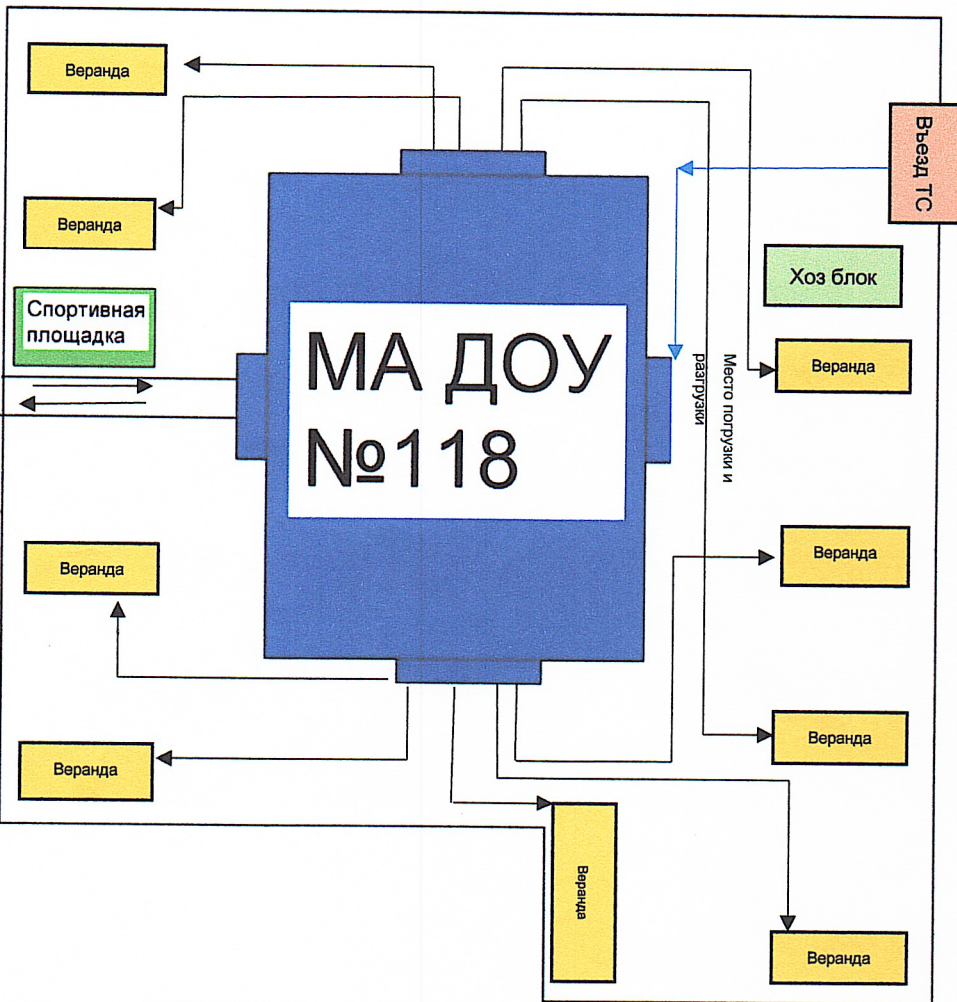 Веранда
Въезд ТС
Веранда
Хоз блок
Спортивная
площадка
МА ДОУ
№118
Место погрузки и
разгрузки
Веранда
Веранда
Веранда
Веранда
Веранда
Веранда
Веранда